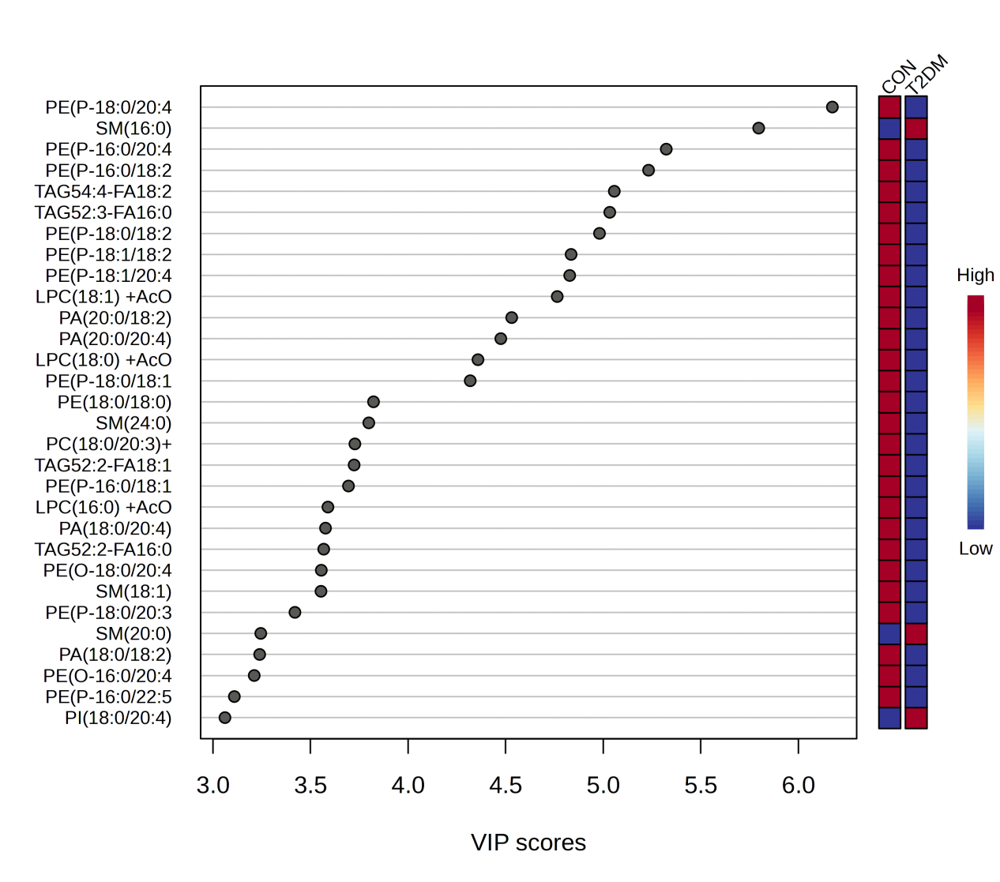 CON
T2DM
PE(P-18:0/20:4
SM(16:0)
PE(P-16:0/20:4
PE(P-16:0/18:2
TAG54:4-FA18:2
TAG52:3-FA16:0
PE(P-18:0/18:2
PE(P-18:1/18:2
PE(P-18:1/20:4
LPC(18:1) +AcO
PA(20:0/18:2)
PA(20:0/20:4)
LPC(18:0) +AcO
PE(P-18:0/18:1
PE(18:0/18:0)
SM(24:0)
PC(18:0/20:3)+
TAG52:2-FA18:1
PE(P-16:0/18:1
LPC(16:0) +AcO
PA(18:0/20:4)
TAG52:2-FA16:0
PE(O-18:0/20:4
SM(18:1)
PE(P-18:0/20:3
SM(20:0)
PA(18:0/18:2)
PE(O-16:0/20:4
PE(P-16:0/22:5
PI(18:0/20:4)
High
Low
3.0 3.5 4.0 4.5 5.0 5.5 6.0
VIP scores